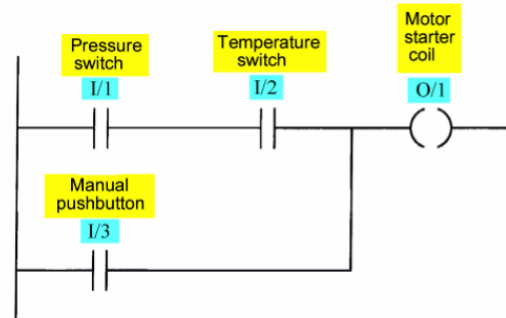 Pressure
switch
I/1
Temperature
switch
I/2
Motor
starter
coil
O/1
Manual
pushbutton
I/3